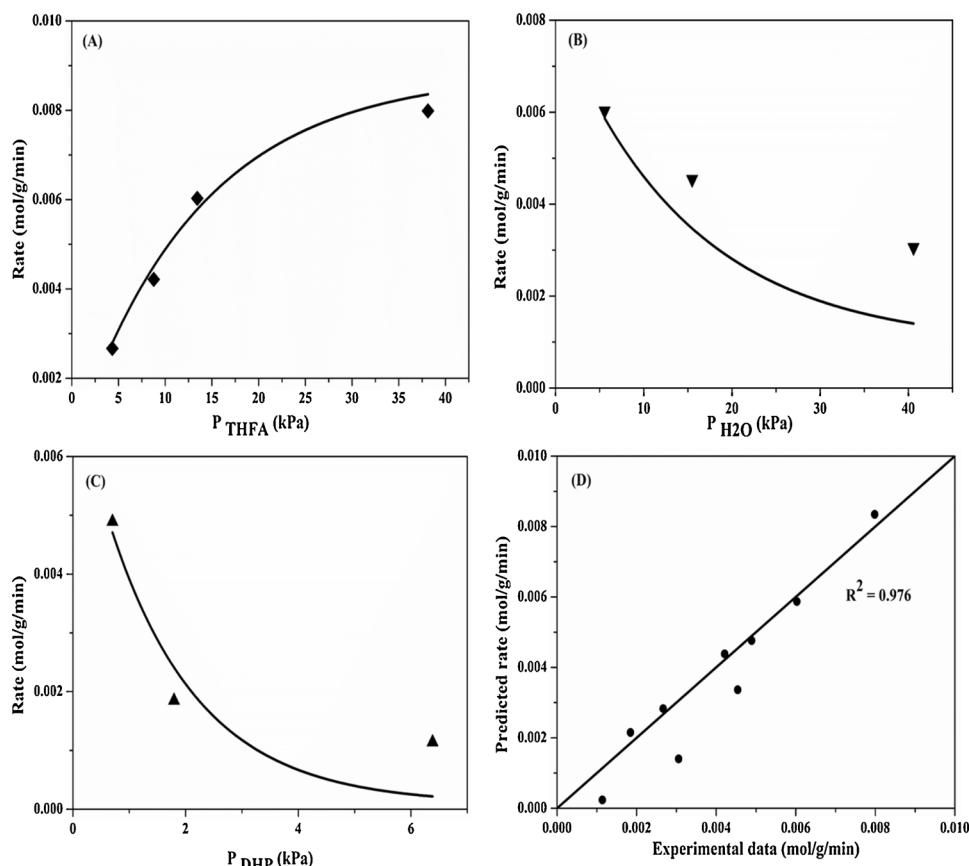 (A)
0.010
0.008
0.006
0.004
0.002
Rate (mol/g/min)
0 5 10 15 20 25 30 35 40
P THFA (kPa)
(B)
0.008
0.006
0.004
0.002
0.000
Rate (mol/g/min)
0 10 20 30 40
P H2O (kPa)
(C)
0.006
0.004
0.002
0.000
Rate (mol/g/min)
0 2 4 6
P DHP (kPa)
(D)
0.010
0.008
0.006
0.004
0.002
0.000
Predicted rate (mol/g/min)
R2 = 0.976
0.000 0.002 0.004 0.006 0.008 0.010
Experimental data (mol/g/min)